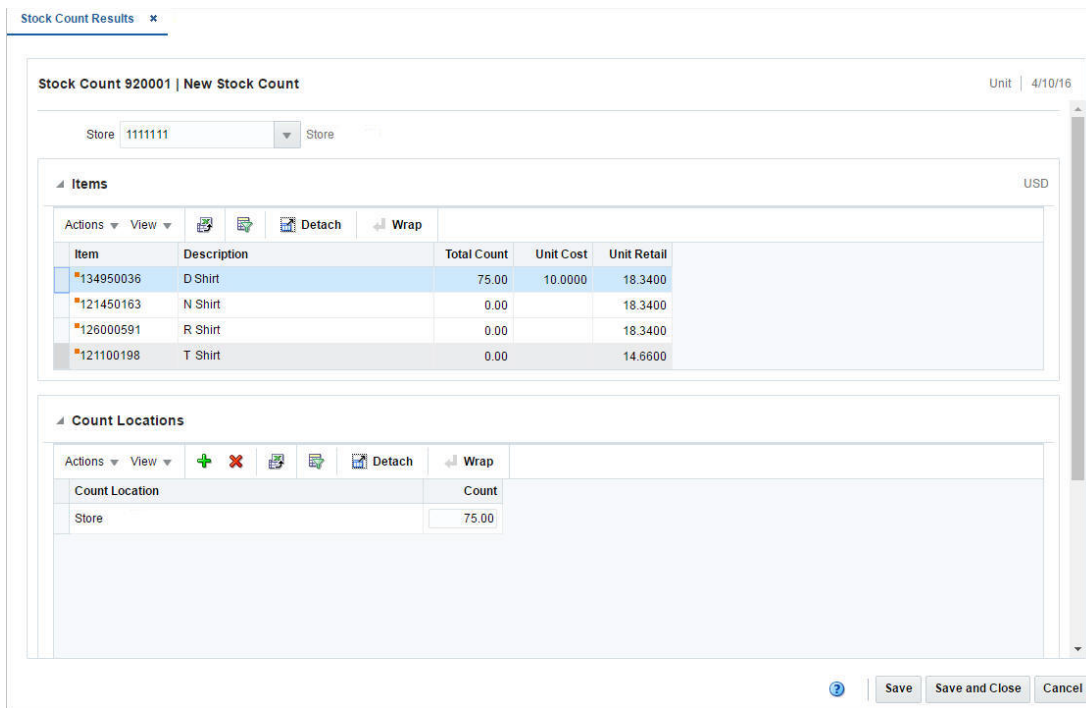 Stock Count Results ×
Stock Count 920001 | New Stock Count Unit | 4/10/16
Store 1111111 Store
Items USD
Actions View Detach Wrap
Item Description Total Count Unit Cost Unit Retail
134950036 D Shirt 75.00 10.0000 18.3400
121450163 N Shirt 0.00 18.3400
126000591 R Shirt 0.00 18.3400
121100198 T Shirt 0.00 14.6600
Count Locations
Actions View Detach Wrap
Count Location Count
Store 75.00
? Save Save and Close Cancel